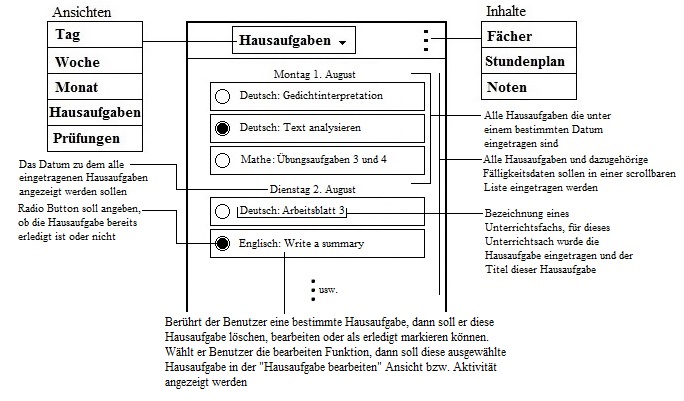 Ansichten
Tag
Woche
Monat
Hausaufgaben
Prüfungen
Hausaufgaben
Inhalte
Fächer
Stundenplan
Noten
Montag 1. August
Deutsch: Gedichtinterpretation
Deutsch: Text analysieren
Mathe: Übungsaufgaben 3 und 4
Dienstag 2. August
Deutsch: Arbeitsblatt 3
Englisch: Write a summary
usw.
Das Datum zu dem alle
eingetragenen Hausaufgaben
angezeigt werden sollen
Radio Button soll angeben,
ob die Hausaufgabe bereits
erledigt ist oder nicht
Alle Hausaufgaben die unter
einem bestimmten Datum
eingetragen sind
Alle Hausaufgaben und dazugehörige
Fälligkeitsdaten sollen in einer scrollbaren
Liste eingetragen werden
Bezeichnung eines
Unterrichtsfachs, für dieses
Unterrichtsach wurde die
Hausaufgabe eingetragen und der
Titel dieser Hausaufgabe
Berührt der Benutzer eine bestimmte Hausaufgabe, dann soll er diese
Hausaufgabe löschen, bearbeiten oder als erledigt markieren können.
Wählt er Benutzer die bearbeiten Funktion, dann soll diese ausgewählte
Hausaufgabe in der "Hausaufgabe bearbeiten" Ansicht bzw. Aktivität
angezeigt werden